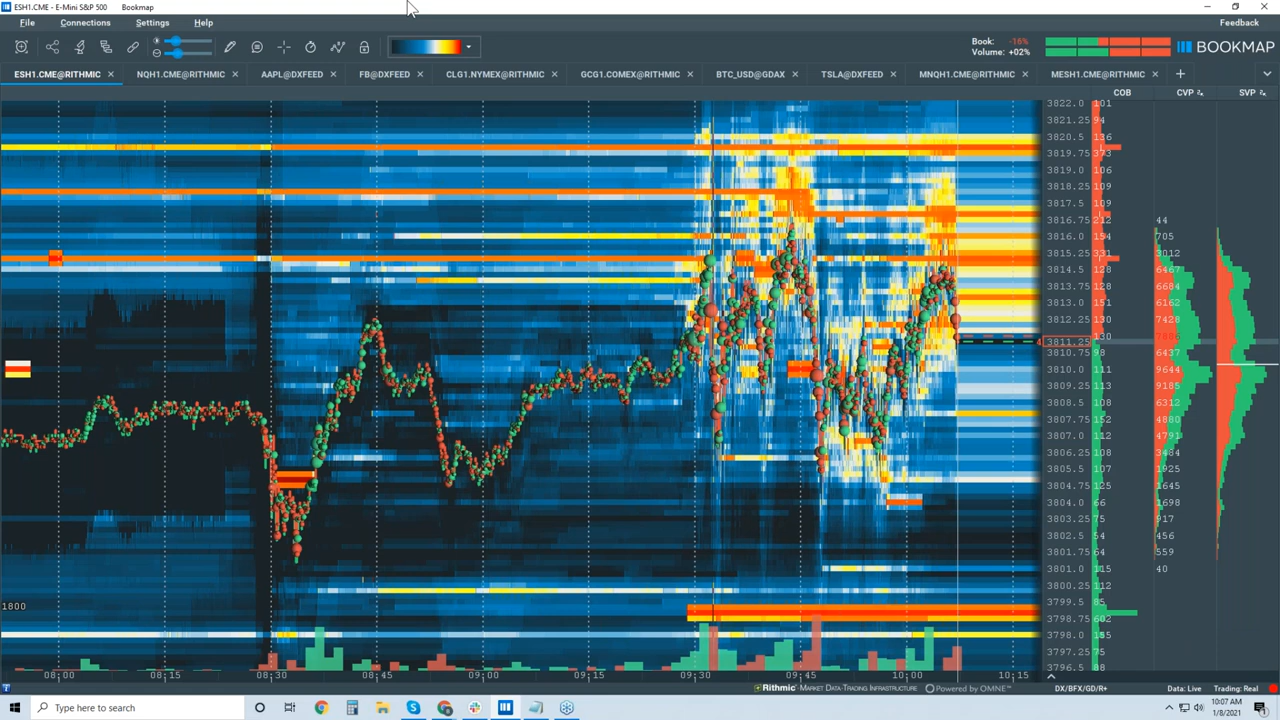 ESH1.CME - E-Mini S&P 500 Bookmap
File Connections Settings Help Feedback
Book: -16%
Volume: +02%
BOOKMAP
ESH1.CME@RITHMIC × NQH1.CME@RITHMIC × AAPL@DXFEED × FB@DXFEED × CLG1.NYMEX@RITHMIC × GCG1.COMEX@RITHMIC × BTC_USD@GDAX × TSLA@DXFEED × MNQH1.CME@RITHMIC × MESH1.CME@RITHMIC × +
COB CVP SVP
3822.0 101
3821.25 94
3820.5 136
3819.75 373
3819.0 106
3818.25 109
3817.5 109
3816.75 212 44
3816.0 154 705
3815.25 331 3012
3814.5 128 6467
3813.75 128 6684
3813.0 151 6162
3812.25 130 7428
130
3811.25
3810.75 98 6437
3810.0 111 9644
3809.25 113 9185
3808.5 108 6312
3807.75 112 4880
3807.0 112 4791
3806.25 108 3484
3805.5 107 1925
3804.75 125 1645
3804.0 66 1698
3803.25 75 917
3802.5 54 456
3801.75 64 559
3801.0 115 40
3800.25 112
3799.5 85
1800
3798.75 602
3798.0 155
3797.25 75
3796.5 88
08:00 08:15 08:30 08:45 09:00 09:15 09:30 09:45 10:00 10:15
Rithmic MARKET DATA-TRADING INFRASTRUCTURE Powered by OMNE™ DX/BFX/GD/R+ Data: Live Trading: Real
Type here to search
10:07 AM
1/8/2021